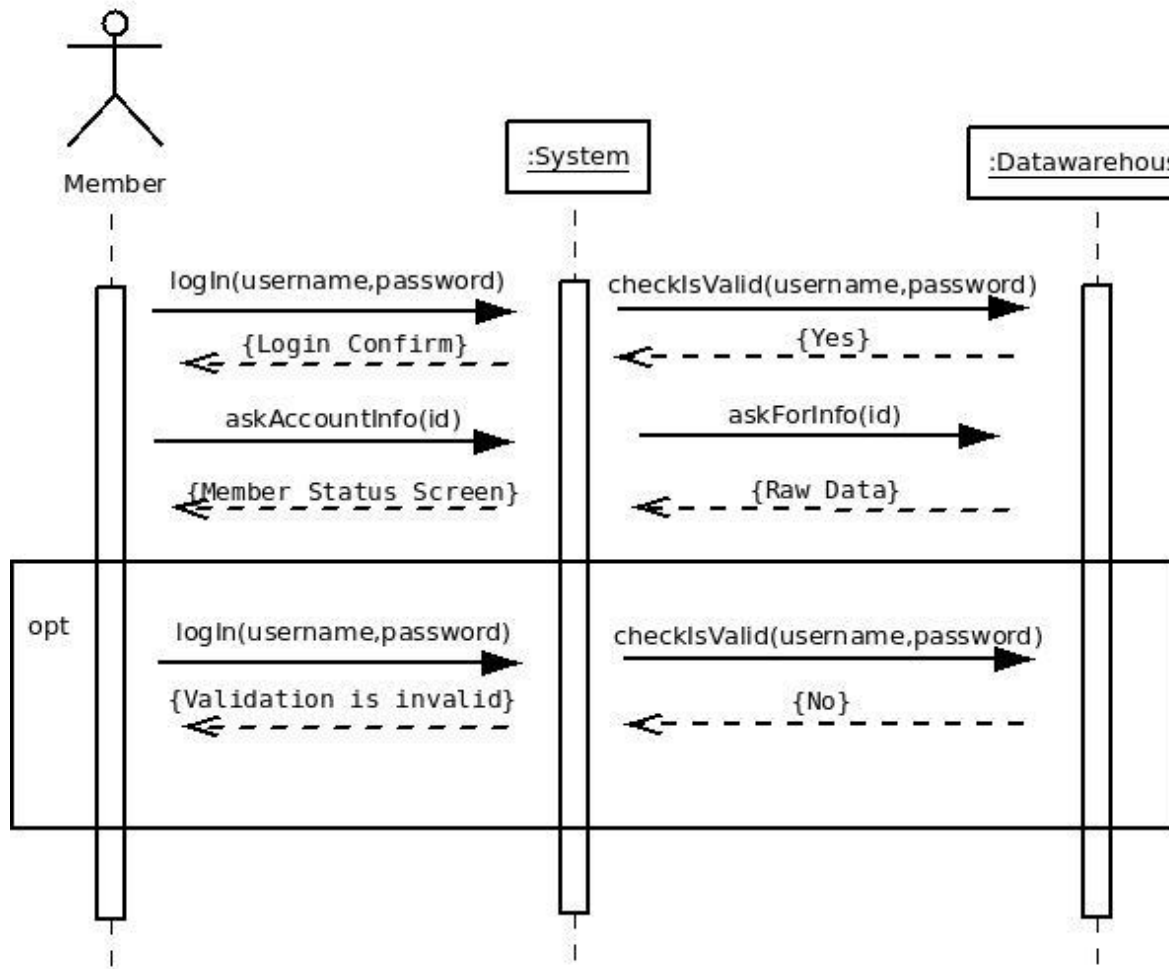 Member
:System
:Datawarehous
logIn(username,password)
checkIsValid(username,password)
{Login Confirm}
{Yes}
askAccountInfo(id)
askForInfo(id)
{Member Status Screen}
{Raw Data}
opt
logIn(username,password)
checkIsValid(username,password)
{Validation is invalid}
{No}